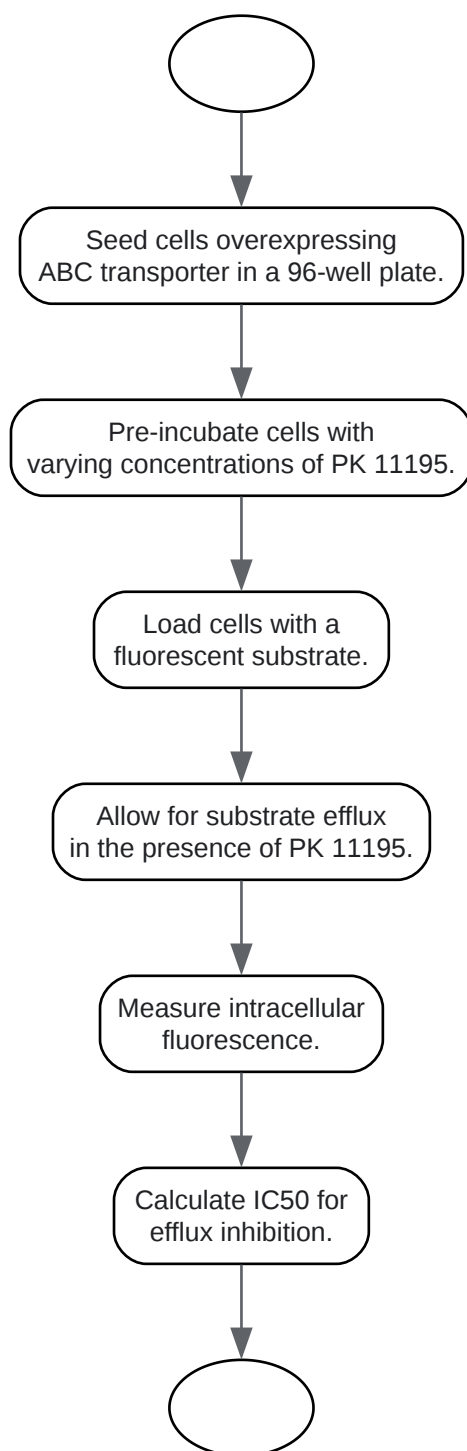 Seed cells overexpressing
ABC transporter in a 96-well plate.
Pre-incubate cells with
varying concentrations of PK 11195.
Load cells with a
fluorescent substrate.
Allow for substrate efflux
in the presence of PK 11195.
Measure intracellular
fluorescence.
Calculate IC50 for
efflux inhibition.